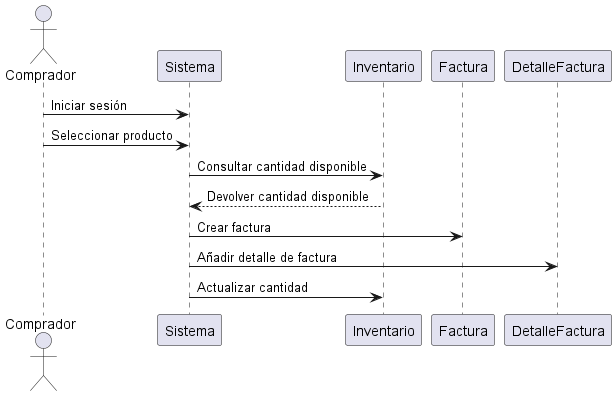 Comprador
Sistema
Inventario
Factura
DetalleFactura
Iniciar sesión
Seleccionar producto
Consultar cantidad disponible
Devolver cantidad disponible
Crear factura
Añadir detalle de factura
Actualizar cantidad
Comprador
Sistema
Inventario
Factura
DetalleFactura